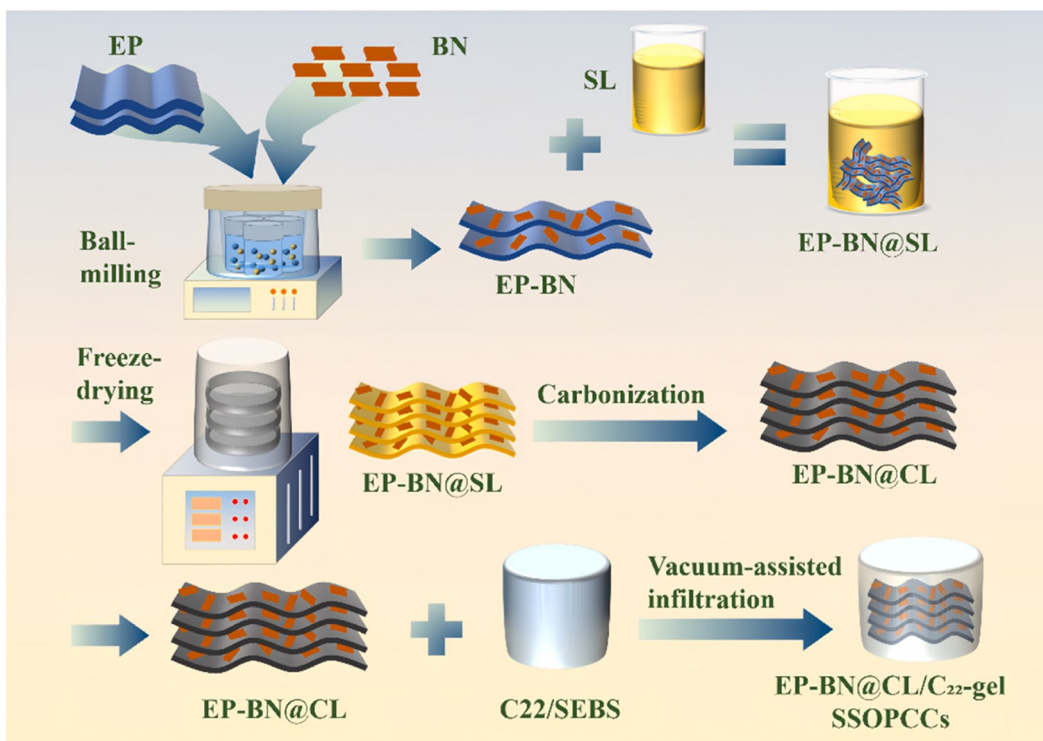 EP
BN
SL
Ball-
milling
EP-BN
EP-BN@SL
Freeze-
drying
EP-BN@SL
Carbonization
EP-BN@CL
EP-BN@CL
C22/SEBS
Vacuum-assisted
infiltration
EP-BN@CL/C₂₂-gel
SSOPCCs